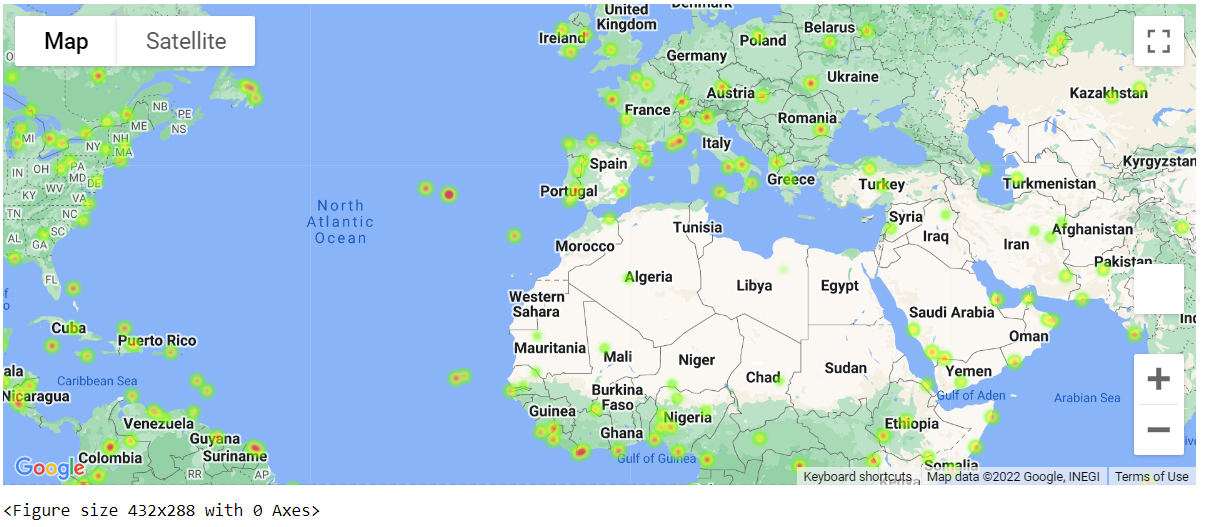 Map
Satellite
United
Kingdom
Denmark
Ireland
Belarus
Poland
Germany
Ukraine
Kazakhstan
Austria
NB
PE
ME
NS
France
Romania
MI
NH
NY
MA
Italy
Kyrgyzstan
Spain
IN
OH
PA
MD
DE
WV
KY
VA
Portugal
Greece
Turkey
Turkmenistan
North
Atlantic
Ocean
TN
NC
SC
Syria
Tunisia
Afghanistan
AL
GA
Iraq
Iran
Morocco
Pakistan
FL
Algeria
Libya
Egypt
Western
Sahara
Saudi Arabia
Cuba
Puerto Rico
Oman
Mauritania
Mali
Niger
Sudan
Chad
Yemen
Caribbean Sea
Nicaragua
Burkina
Faso
Gulf of Aden
Arabian Sea
Guinea
Nigeria
Venezuela
Ethiopia
Ghana
Guyana
Suriname
Colombia
Gulf of Guinea
Somalia
Google
RR
AP
Kenya
Keyboard shortcuts
Map data ©2022 Google, INEGI
Terms of Use
<Figure size 432x288 with 0 Axes>